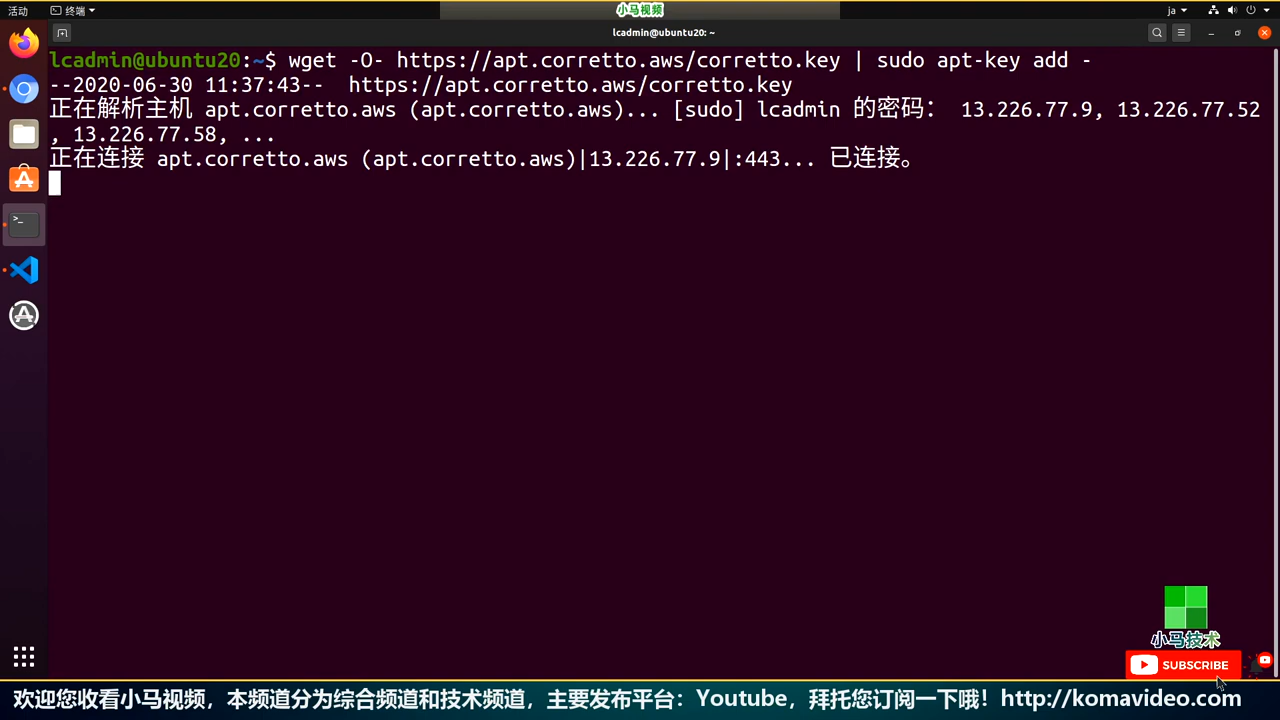 活动
终端
小马视频
ja
lcadmin@ubuntu20: ~
lcadmin@ubuntu20:~$ wget -O- https://apt.corretto.aws/corretto.key | sudo apt-key add -
--2020-06-30 11:37:43--  https://apt.corretto.aws/corretto.key
正在解析主机 apt.corretto.aws (apt.corretto.aws)... [sudo] lcadmin 的密码： 13.226.77.9, 13.226.77.52
, 13.226.77.58, ...
正在连接 apt.corretto.aws (apt.corretto.aws)|13.226.77.9|:443... 已连接。
小马技术
SUBSCRIBE
欢迎您收看小马视频，本频道分为综合频道和技术频道，主要发布平台：Youtube，拜托您订阅一下哦！http://komavideo.com